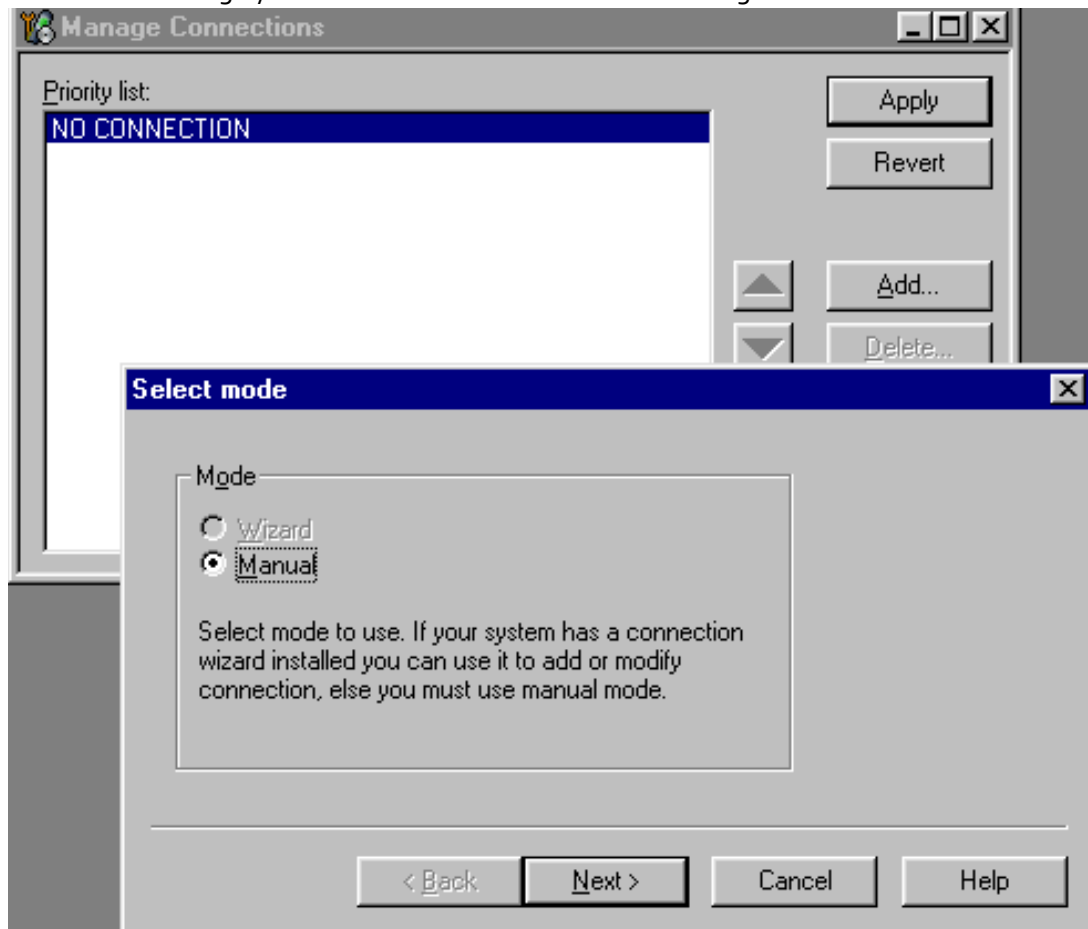 Manage Connections
Priority list:
NO CONNECTION
Apply
Revert
Add...
Delete...
Select mode
Mode
Wizard
Manual
Select mode to use. If your system has a connection
wizard installed you can use it to add or modify
connection, else you must use manual mode.
< Back
Next >
Cancel
Help